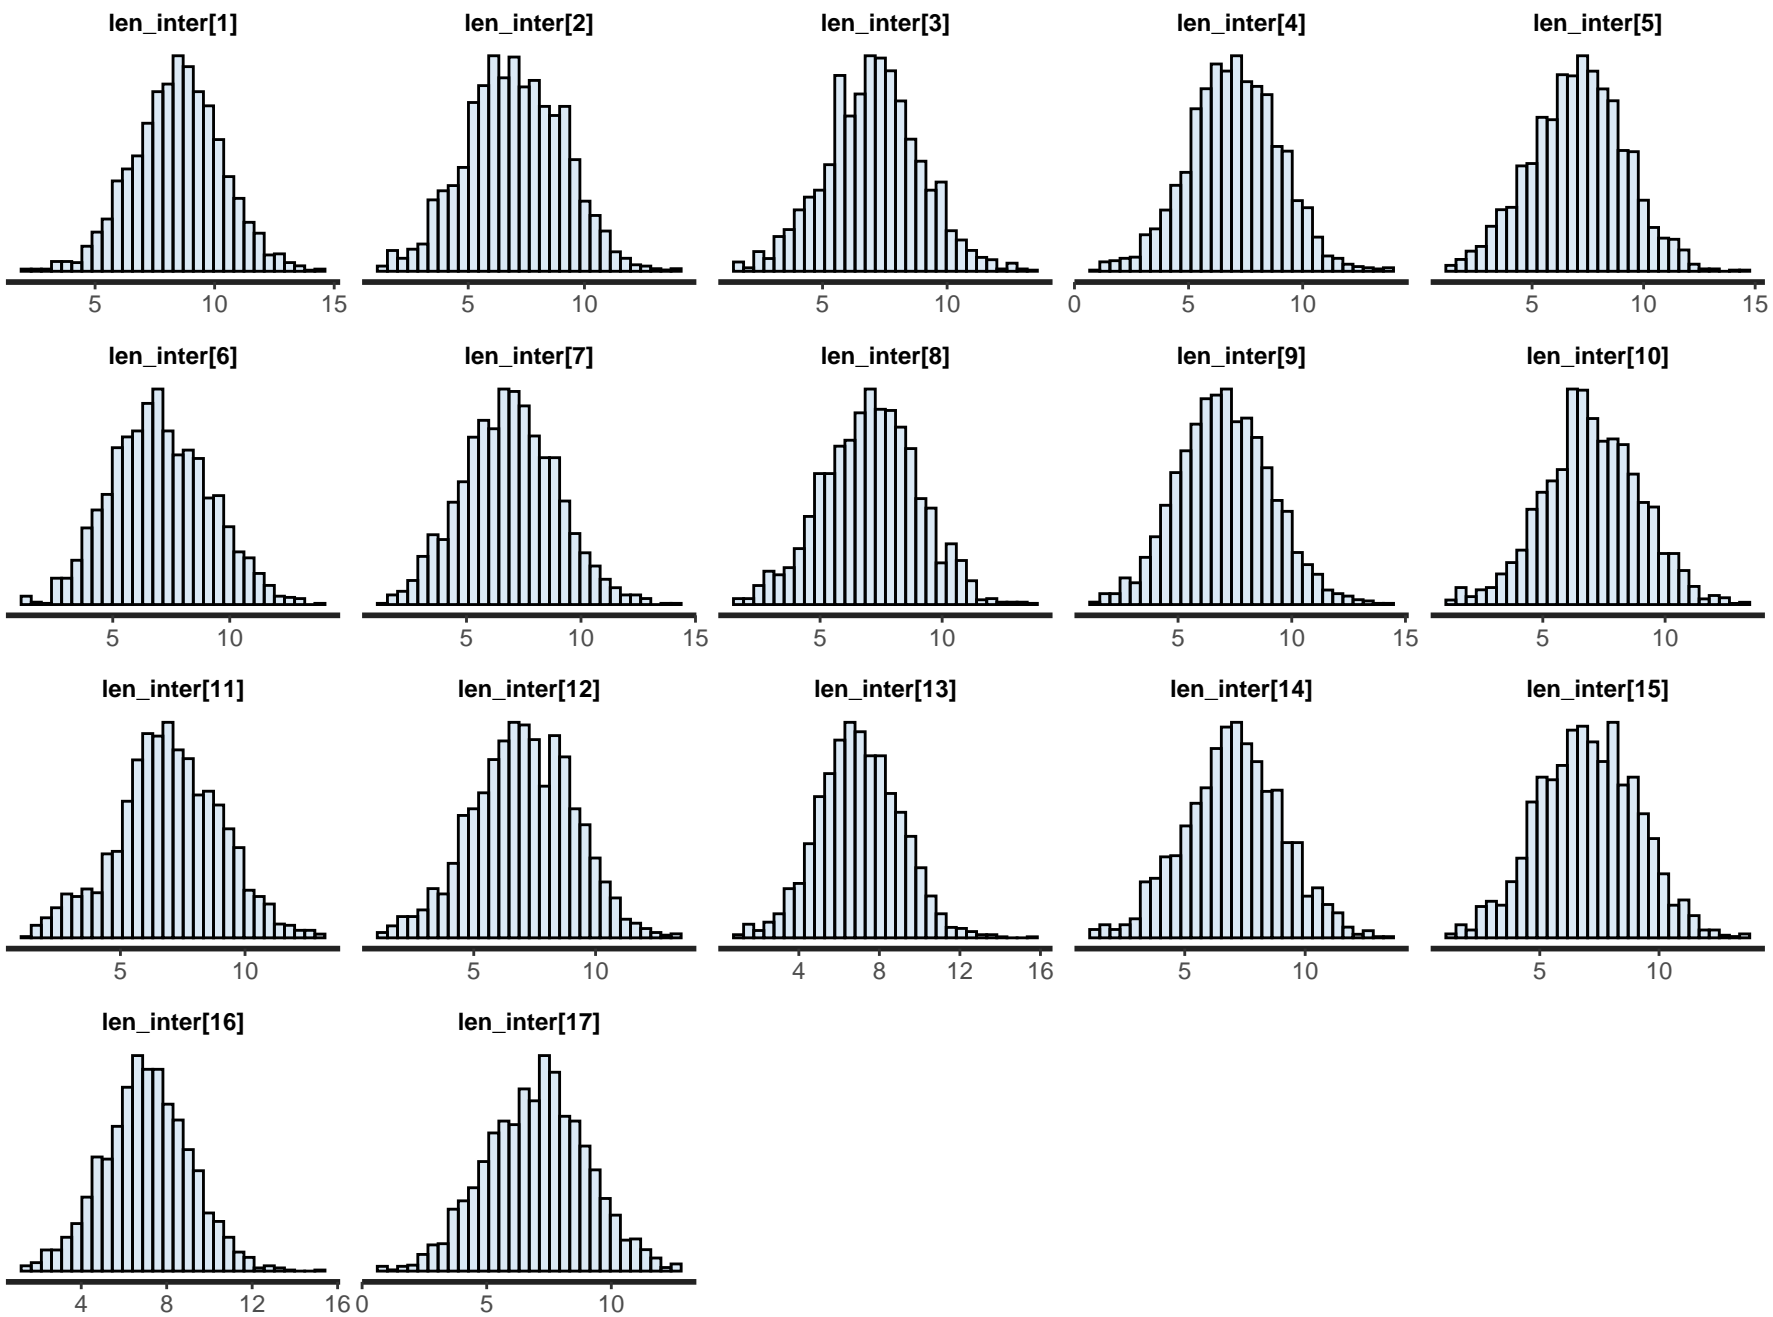 len_inter[1] len_inter[2] len_inter[3] len_inter[4] len_inter[5]
5 10 15 5 10 5 10 0 5 10 5 10 15
len_inter[6] len_inter[7] len_inter[8] len_inter[9] len_inter[10]
5 10 5 10 15 5 10 5 10 15 5 10
len_inter[11] len_inter[12] len_inter[13] len_inter[14] len_inter[15]
5 10 5 10 4 8 12 16 5 10 5 10
len_inter[16] len_inter[17]
4 8 12 16 0 5 10